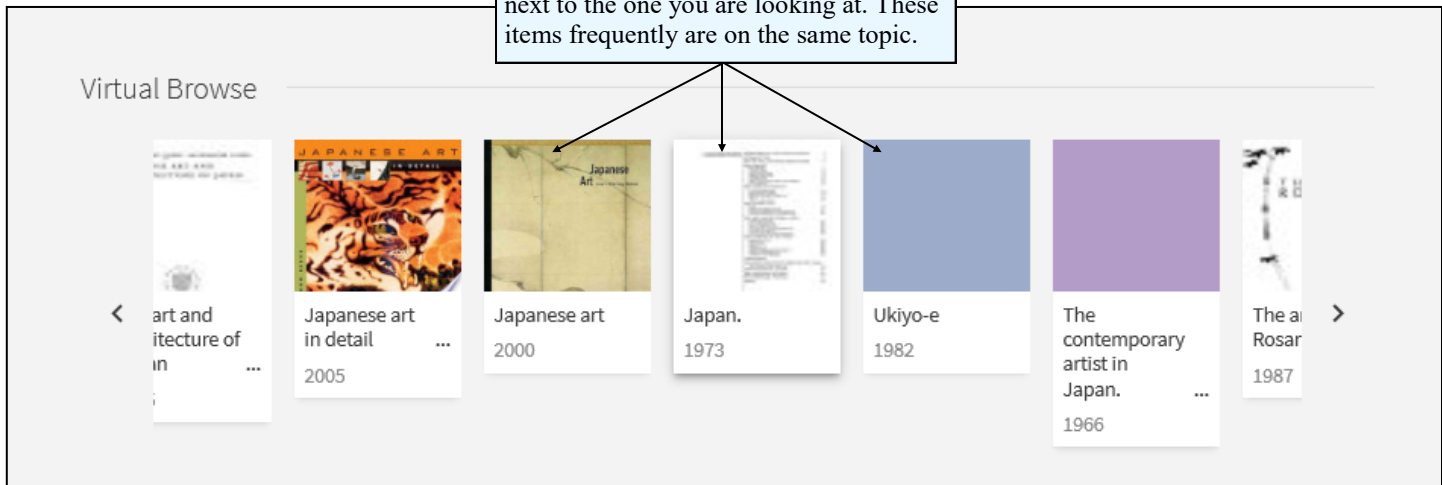 next to the one you are looking at. These
items frequently are on the same topic.
Virtual Browse
JAPANESE ART
IN DETAIL
Japanese
Art
art and
itecture of
...
Japanese art
in detail ...
2005
Japanese art
2000
Japan.
1973
Ukiyo-e
1982
The
contemporary
artist in
Japan. ...
1966
The
Rosar
1987